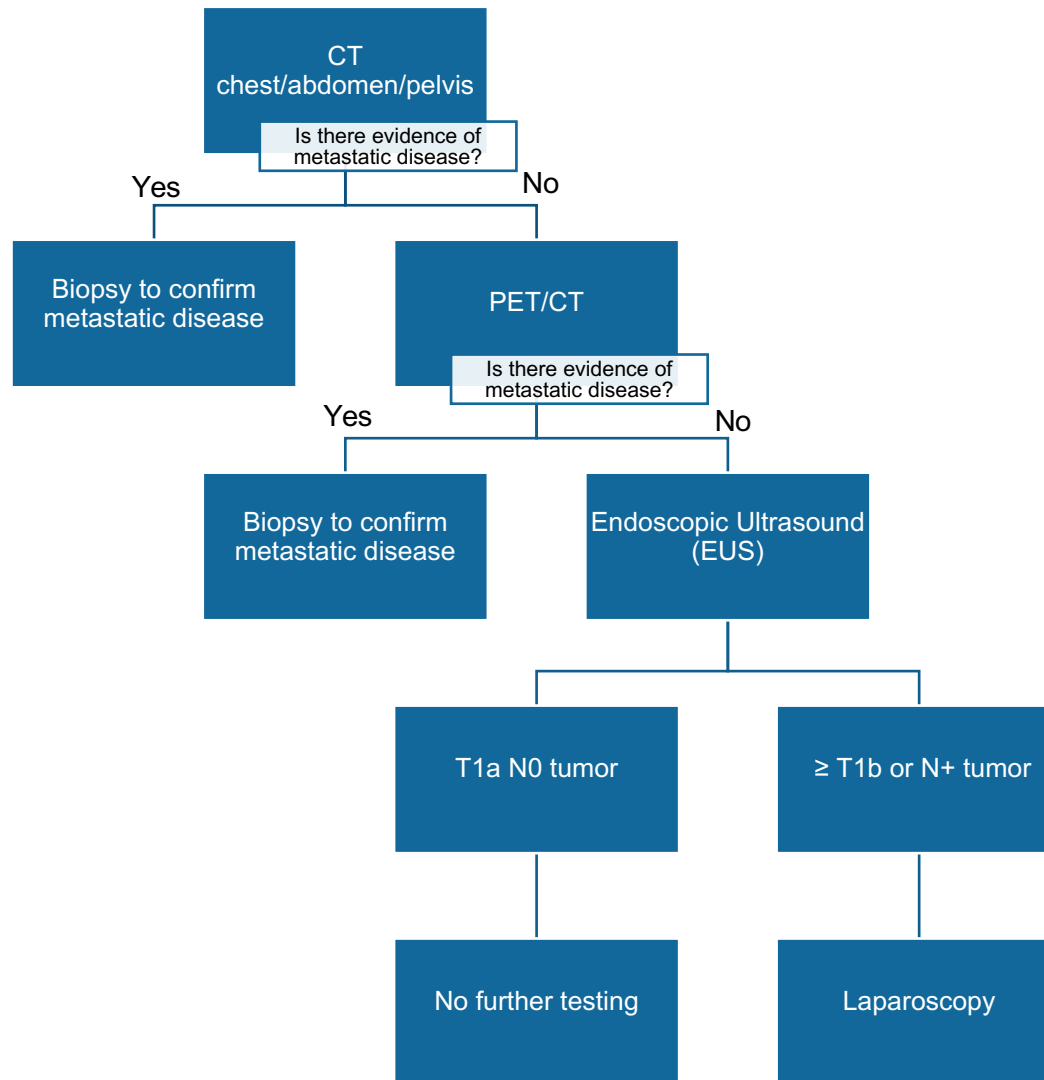 CT
chest/abdomen/pelvis
Is there evidence of
metastatic disease?
Yes
No
Biopsy to confirm
metastatic disease
PET/CT
Is there evidence of
metastatic disease?
Yes
No
Biopsy to confirm
metastatic disease
Endoscopic Ultrasound
(EUS)
T1a N0 tumor
≥ T1b or N+ tumor
No further testing
Laparoscopy